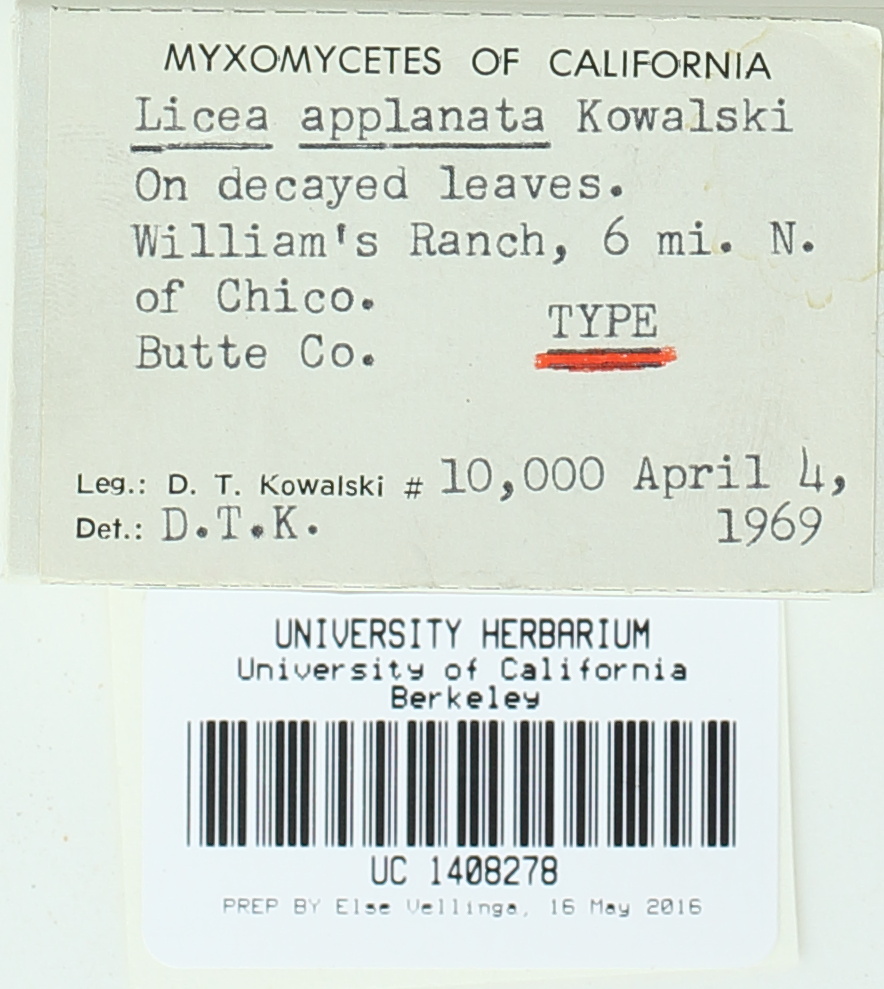 MYXOMYCETES OF CALIFORNIA
Licea applanata Kowalski
On decayed leaves.
William's Ranch, 6 mi. N.
of Chico.
TYPE
Butte Co.
Leg.: D. T. Kowalski # 10,000 April 4,
Det.: D.T.K. 1969
UNIVERSITY HERBARIUM
University of California
Berkeley
UC 1408278
PREP BY Else Vellinga, 16 May 2016